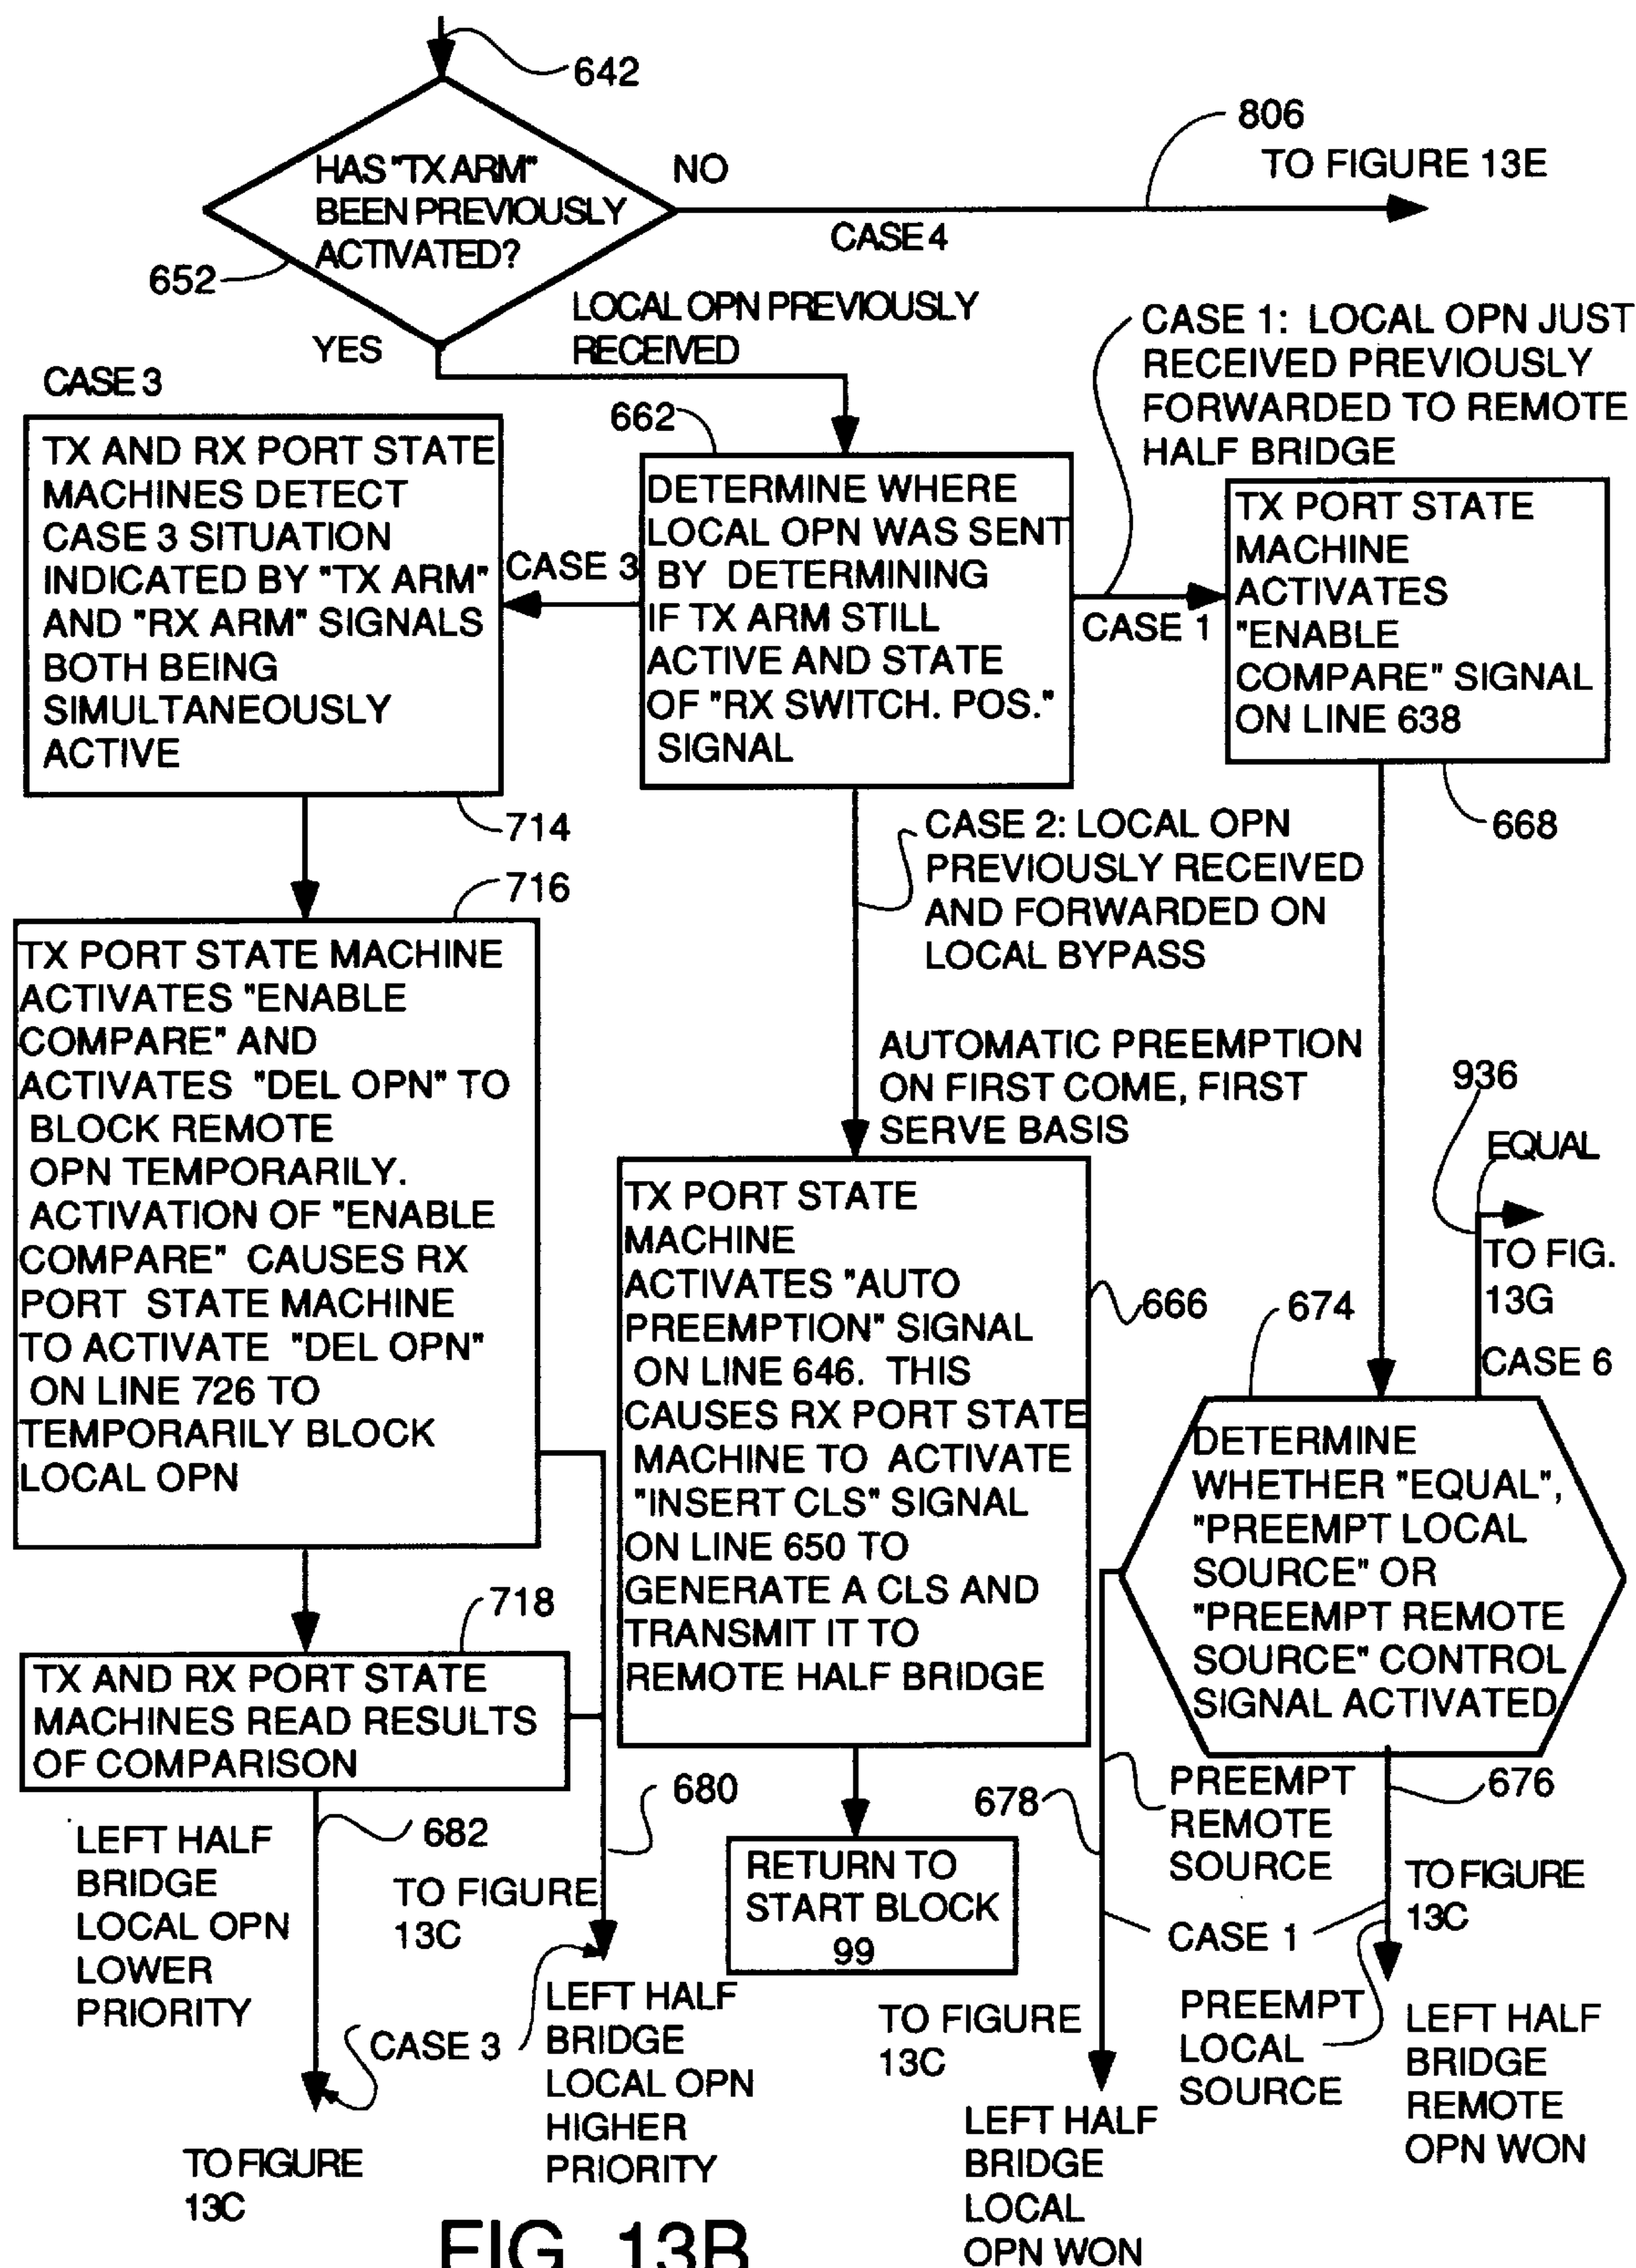 642
806
TO FIGURE 13E
HAS "TX ARM"
BEEN PREVIOUSLY
ACTIVATED?
NO
CASE 4
652
YES
LOCAL OPN PREVIOUSLY
RECEIVED
CASE 1: LOCAL OPN JUST
RECEIVED PREVIOUSLY
FORWARDED TO REMOTE
HALF BRIDGE
CASE 3
TX AND RX PORT STATE
MACHINES DETECT
CASE 3 SITUATION
INDICATED BY "TX ARM"
AND "RX ARM" SIGNALS
BOTH BEING
SIMULTANEOUSLY
ACTIVE
714
CASE 3
662
DETERMINE WHERE
LOCAL OPN WAS SENT
BY DETERMINING
IF TX ARM STILL
ACTIVE AND STATE
OF "RX SWITCH. POS."
SIGNAL
CASE 1
TX PORT STATE
MACHINE
ACTIVATES
"ENABLE
COMPARE" SIGNAL
ON LINE 638
668
CASE 2: LOCAL OPN
PREVIOUSLY RECEIVED
AND FORWARDED ON
LOCAL BYPASS
716
TX PORT STATE MACHINE
ACTIVATES "ENABLE
COMPARE" AND
ACTIVATES "DEL OPN" TO
BLOCK REMOTE
OPN TEMPORARILY.
ACTIVATION OF "ENABLE
COMPARE" CAUSES RX
PORT STATE MACHINE
TO ACTIVATE "DEL OPN"
ON LINE 726 TO
TEMPORARILY BLOCK
LOCAL OPN
AUTOMATIC PREEMPTION
ON FIRST COME, FIRST
SERVE BASIS
TX PORT STATE
MACHINE
ACTIVATES "AUTO
PREEMPTION" SIGNAL
ON LINE 646. THIS
CAUSES RX PORT STATE
MACHINE TO ACTIVATE
"INSERT CLS" SIGNAL
ON LINE 650 TO
GENERATE A CLS AND
TRANSMIT IT TO
REMOTE HALF BRIDGE
666
936
EQUAL
TO FIG.
13G
CASE 6
674
DETERMINE
WHETHER "EQUAL",
"PREEMPT LOCAL
SOURCE" OR
"PREEMPT REMOTE
SOURCE" CONTROL
SIGNAL ACTIVATED
718
TX AND RX PORT STATE
MACHINES READ RESULTS
OF COMPARISON
LEFT HALF
BRIDGE
LOCAL OPN
LOWER
PRIORITY
682
TO FIGURE
13C
680
CASE 3
TO FIGURE
13C
LEFT HALF
BRIDGE
LOCAL OPN
HIGHER
PRIORITY
RETURN TO
START BLOCK
99
678
PREEMPT
REMOTE
SOURCE
676
CASE 1
TO FIGURE
13C
TO FIGURE
13C
PREEMPT
LOCAL
SOURCE
LEFT HALF
BRIDGE
REMOTE
OPN WON
LEFT HALF
BRIDGE
LOCAL
OPN WON
FIG. 13B